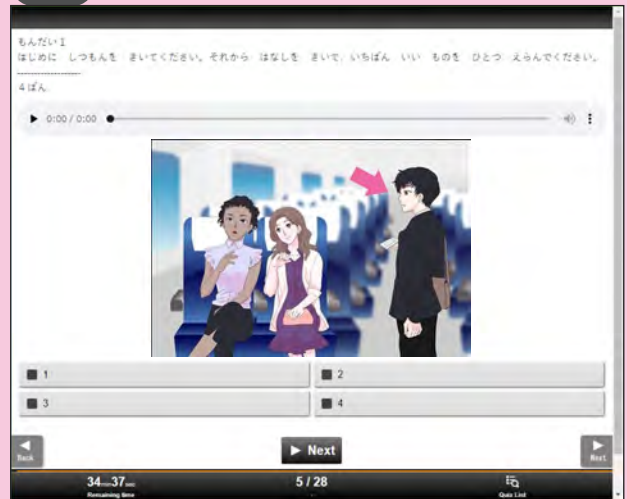 もんだいⅠ
はじめに しつもんを きいてください。それから はなしを きいて、いちばん いい ものを ひとつ えらんでください。
--------------------
4ばん
0:00 / 0:00
1
2
3
4
Back
Next
Next
34min37sec
5 / 28
Remaining time
Quiz List